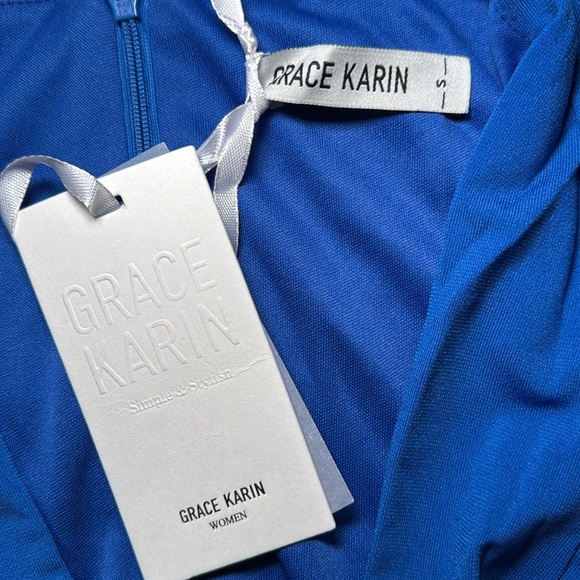 GRACE KARIN
S
GRACE
KARIN
Simple & Stylish
GRACE KARIN
WOMEN